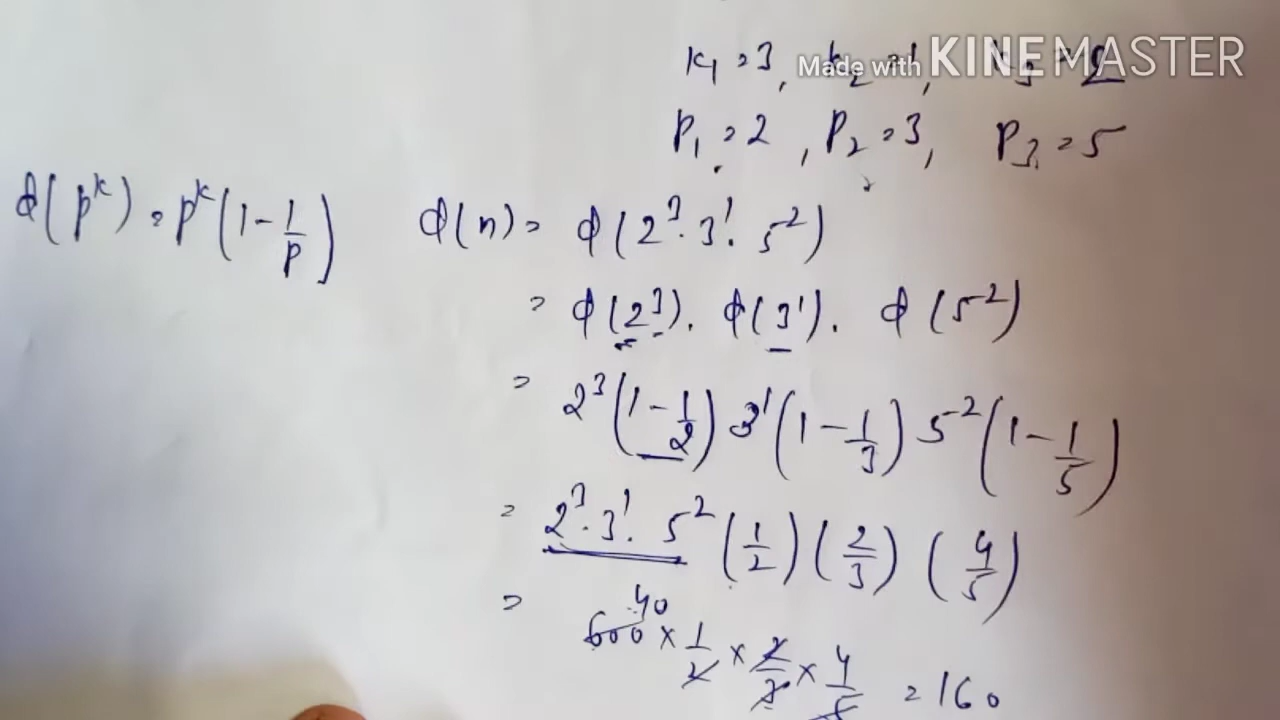 k₁ = 3, k₂ = 1, k₃ = 2
Made with KINEMASTER
P₁ = 2, P₂ = 3, P₃ = 5
ϕ(p^k) = p^k(1 - 1/p)
ϕ(n) = ϕ(2³·3¹·5²)
= ϕ(2³)·ϕ(3¹)·ϕ(5²)
= 2³(1 - 1/2) 3¹(1 - 1/3) 5²(1 - 1/5)
= 2³·3¹·5² (1/2) (2/3) (4/5)
40
= 600 × 1/2 × 2/3 × 4/5 = 160